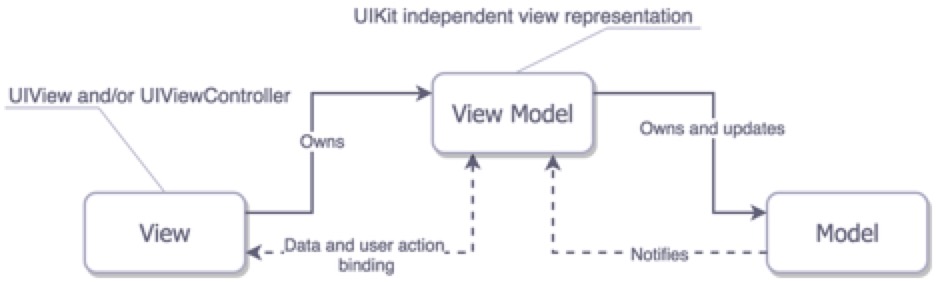 UIKit independent view representation
UIView and/or UIViewController
View Model
Owns
Owns and updates
View
Data and user action
binding
Notifies
Model